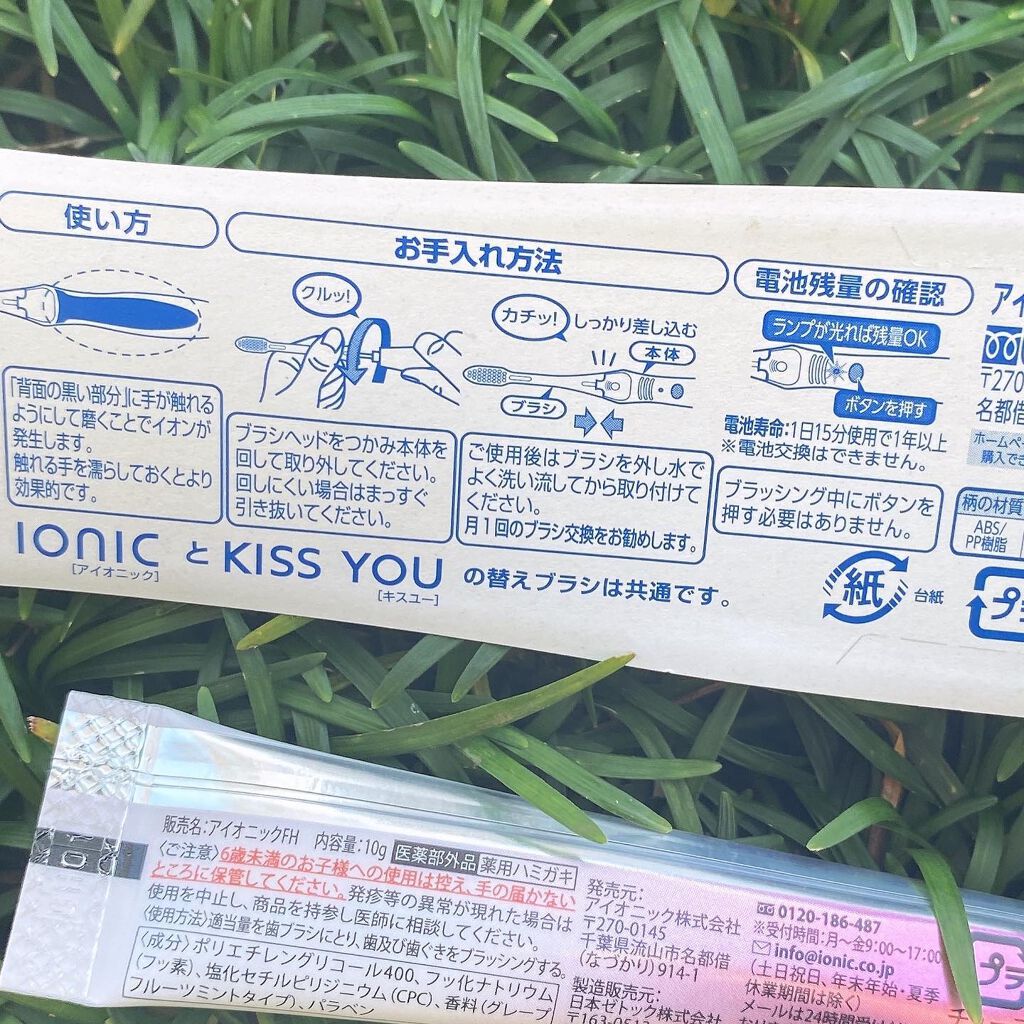 使い方
「背面の黒い部分」に手が触れる
ようにして磨くことでイオンが
発生します。
触れる手を濡らしておくとより
効果的です。
お手入れ方法
クルッ!
ブラシヘッドをつかみ本体を
回して取り外してください。
回しにくい場合はまっすぐ
引き抜いてください。
カチッ!
しっかり差し込む
本体
ブラシ
ご使用後はブラシを外し水で
よく洗い流してから取り付けて
ください。
月1回のブラシ交換をお勧めします。
電池残量の確認
ランプが光れば残量OK
ボタンを押す
電池寿命:1日15分使用で1年以上
※電池交換はできません。
ブラッシング中にボタンを
押す必要はありません。
アイ
〒270
名都借
ホームペ
購入でき
柄の材質
ABS/
PP樹脂
IONIC と KISS YOU の替えブラシは共通です。
[アイオニック]
[キスユー]
紙
台紙
プラ
販売名:アイオニックFH 内容量:10g 医薬部外品 薬用ハミガキ
〈ご注意〉6歳未満のお子様への使用は控え、手の届かない
ところに保管してください。発疹等の異常が現れた場合は
使用を中止し、商品を持参し医師に相談してください。
〈使用方法〉適当量を歯ブラシにとり、歯及び歯ぐきをブラッシングする。
〈成分〉ポリエチレングリコール400、フッ化ナトリウム
(フッ素)、塩化セチルピリジニウム(CPC)、香料(グレープ
フルーツミントタイプ)、パラベン
発売元:
アイオニック株式会社
〒270-0145
千葉県流山市名都借
(なづかり)914-1
製造販売元:
日本ゼトック株式会社
〒163-0513
0120-186-487
※受付時間:月～金9:00～17:00
info@ionic.co.jp
(土日祝日、年末年始・夏季
休業期間は除く)
メールは24時間受け
プラ